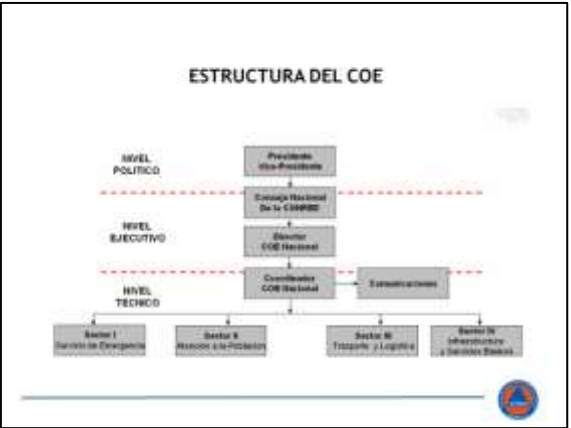 ESTRUCTURA DEL COE
NIVEL
POLITICO
Presidente
Vice-Presidente
Consejo Nacional
De la CONRED
NIVEL
EJECUTIVO
Director
COE Nacional
Coordinador
COE Nacional
Comunicaciones
NIVEL
TÉCNICO
Sector I
Servicio de Emergencia
Sector II
Atención a la Población
Sector III
Trasporte y Logística
Sector IV
Infraestructura
y Servicios Básicos